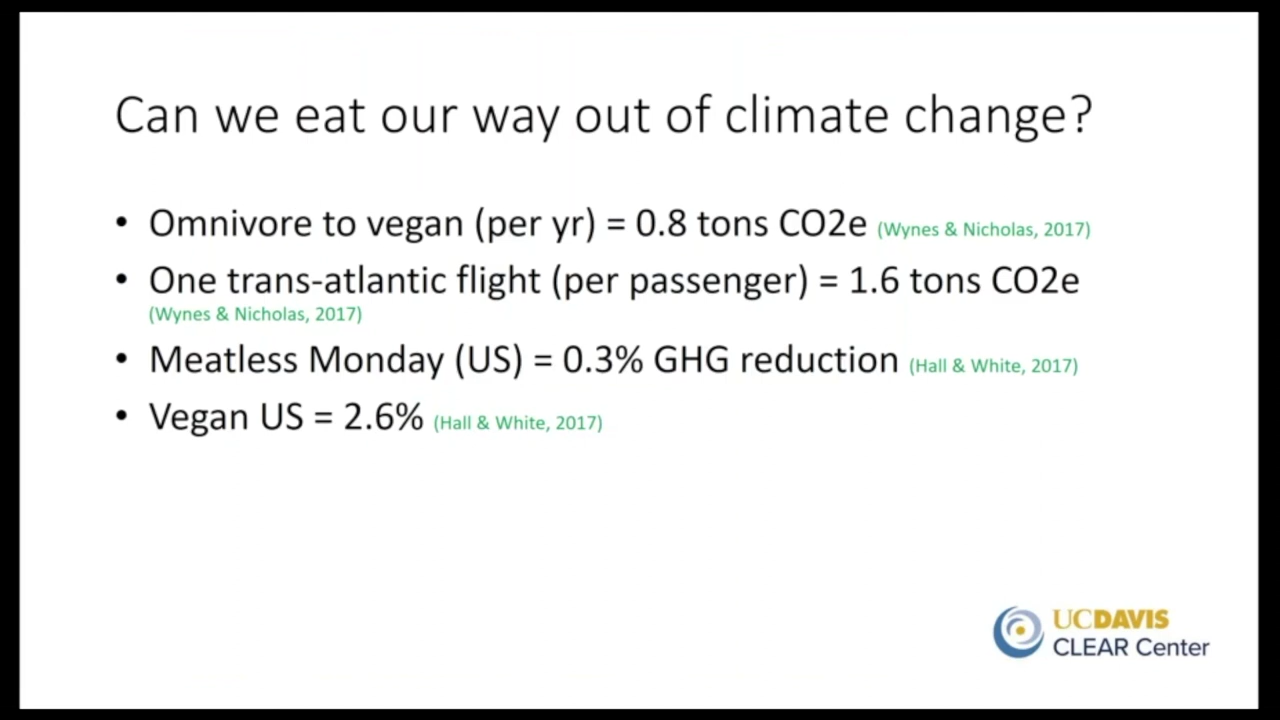 Can we eat our way out of climate change?
• Omnivore to vegan (per yr) = 0.8 tons CO2e (Wynes & Nicholas, 2017)
• One trans-atlantic flight (per passenger) = 1.6 tons CO2e
(Wynes & Nicholas, 2017)
• Meatless Monday (US) = 0.3% GHG reduction (Hall & White, 2017)
• Vegan US = 2.6% (Hall & White, 2017)
UCDAVIS
CLEAR Center